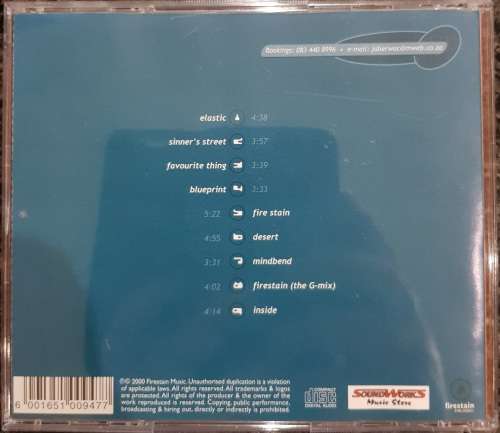 Bookings: 083 440 8996 • e-mail: jaberwoc@mweb.co.za
elastic 4:38
sinner's street 3:57
favourite thing 3:39
blueprint 3:33
5:22 fire stain
4:55 desert
3:31 mindbend
4:02 firestain (the G-mix)
4:14 inside
6 001651 009477
℗© 2000 Firestain Music. Unauthorised duplication is a violation
of applicable laws. All rights reserved. All trademarks & logos
are protected. All rights of the producer & the owner of the
work reproduced is reserved. Copying, public performance,
broadcasting & hiring out, directly or indirectly is prohibited.
COMPACT
disc
DIGITAL AUDIO
SOUNDWORKS
Music Store
firestain